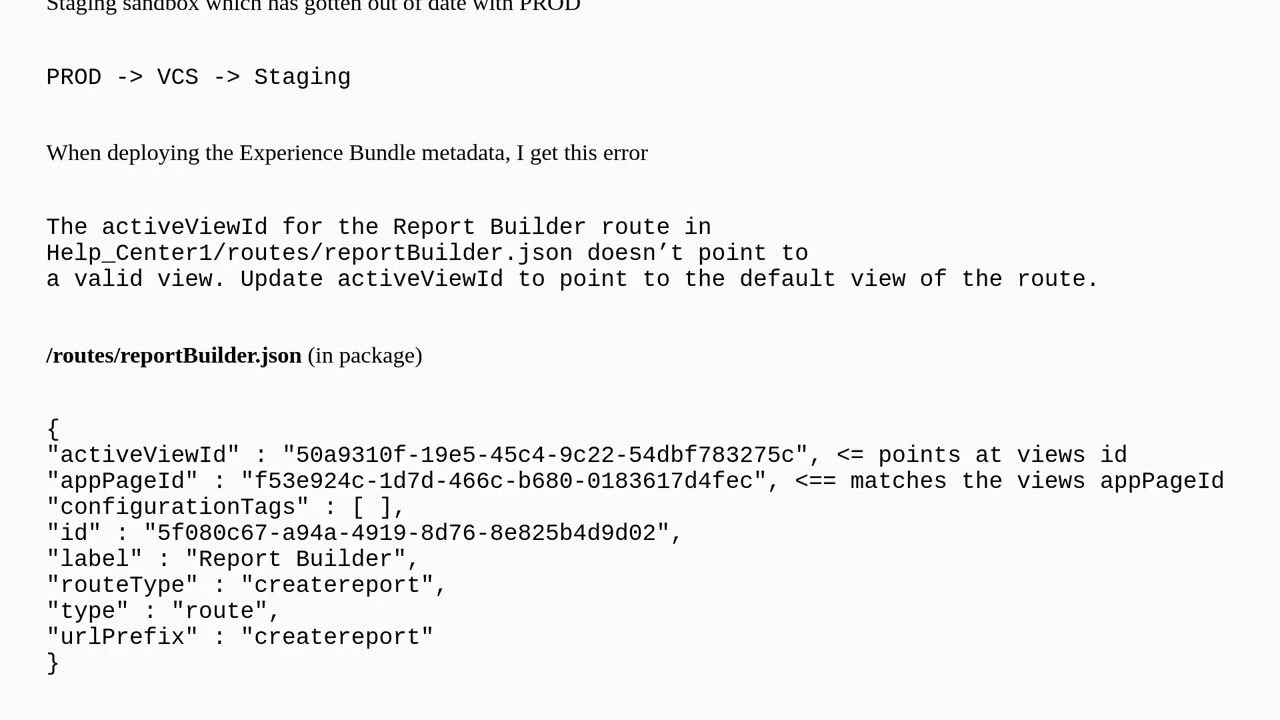 Staging sandbox which has gotten out of date with PROD
PROD -> VCS -> Staging
When deploying the Experience Bundle metadata, I get this error
The activeViewId for the Report Builder route in
Help_Center1/routes/reportBuilder.json doesn’t point to
a valid view. Update activeViewId to point to the default view of the route.
/routes/reportBuilder.json (in package)
{
"activeViewId" : "50a9310f-19e5-45c4-9c22-54dbf783275c", <= points at views id
"appPageId" : "f53e924c-1d7d-466c-b680-0183617d4fec", <== matches the views appPageId
"configurationTags" : [ ],
"id" : "5f080c67-a94a-4919-8d76-8e825b4d9d02",
"label" : "Report Builder",
"routeType" : "createreport",
"type" : "route",
"urlPrefix" : "createreport"
}